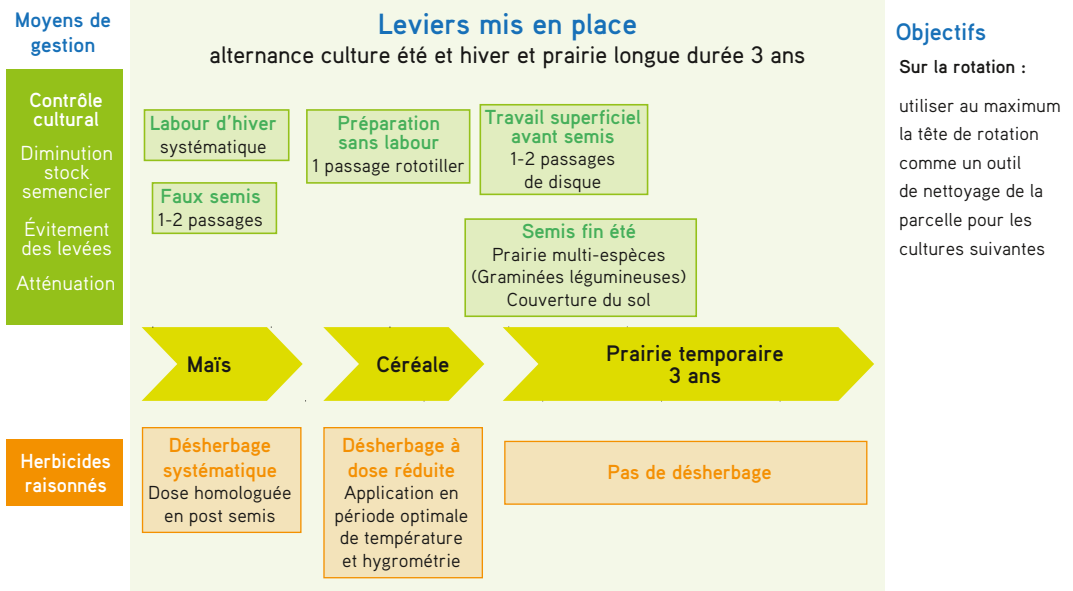 Moyens de
gestion
Leviers mis en place
alternance culture été et hiver et prairie longue durée 3 ans
Objectifs
Sur la rotation :
utiliser au maximum
la tête de rotation
comme un outil
de nettoyage de la
parcelle pour les
cultures suivantes
Contrôle
cultural
Diminution
stock
semencier
Évitement
des levées
Atténuation
Labour d'hiver
systématique
Faux semis
1-2 passages
Préparation
sans labour
1 passage rototiller
Travail superficiel
avant semis
1-2 passages
de disque
Semis fin été
Prairie multi-espèces
(Graminées légumineuses)
Couverture du sol
Maïs
Céréale
Prairie temporaire
3 ans
Herbicides
raisonnés
Désherbage
systématique
Dose homologuée
en post semis
Désherbage à
dose réduite
Application en
période optimale
de température
et hygrométrie
Pas de désherbage